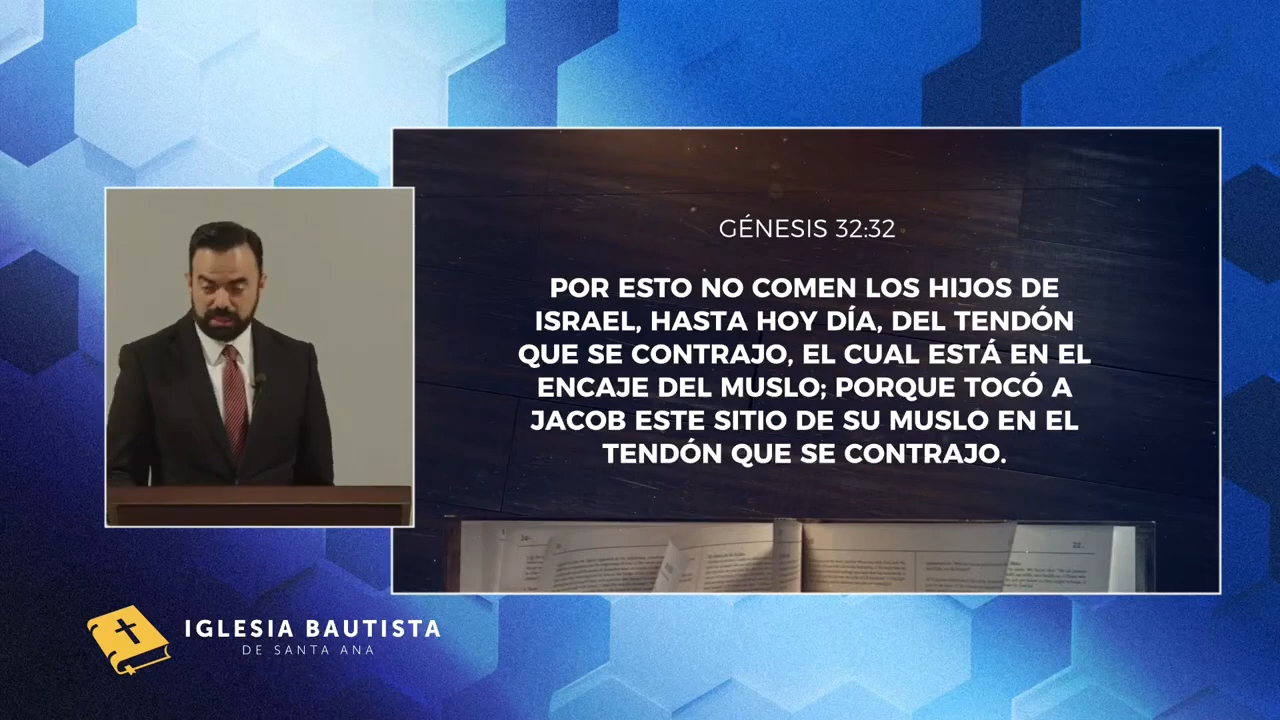 GÉNESIS 32:32
POR ESTO NO COMEN LOS HIJOS DE
ISRAEL, HASTA HOY DÍA, DEL TENDÓN
QUE SE CONTRAJO, EL CUAL ESTÁ EN EL
ENCAJE DEL MUSLO; PORQUE TOCÓ A
JACOB ESTE SITIO DE SU MUSLO EN EL
TENDÓN QUE SE CONTRAJO.
IGLESIA BAUTISTA
DE SANTA ANA